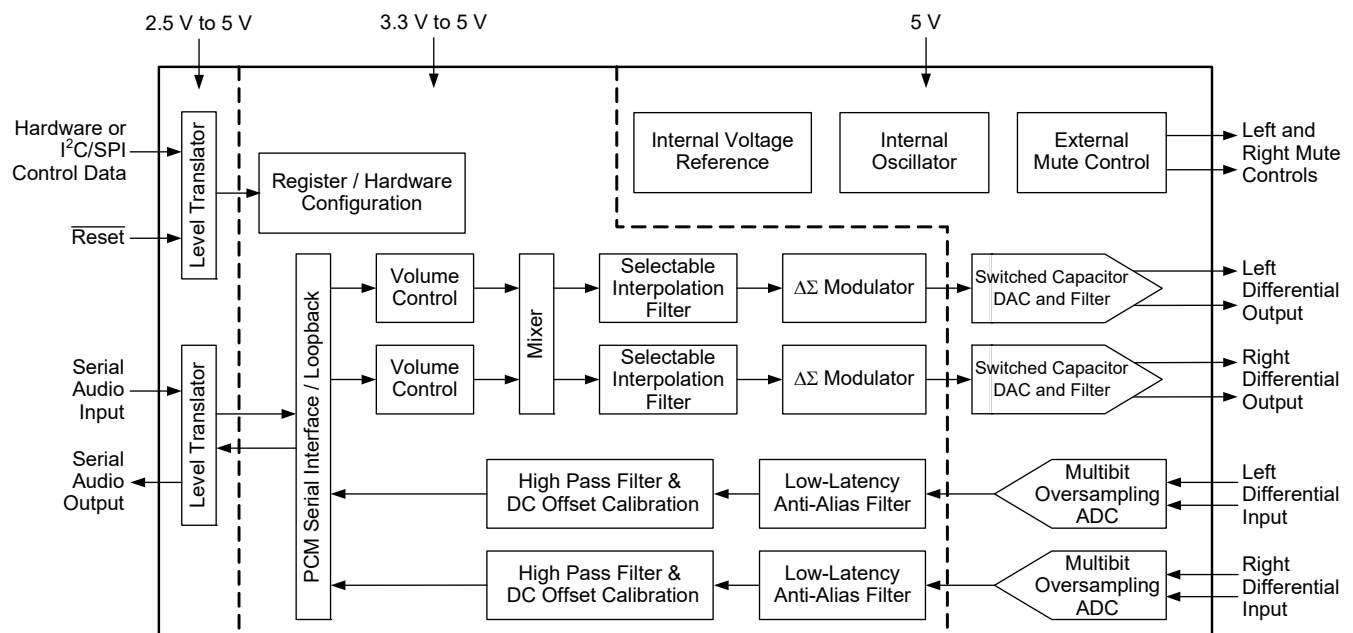 2.5 V to 5 V
3.3 V to 5 V
5 V
Hardware or
I²C/SPI
Control Data
Reset
Level Translator
Register / Hardware
Configuration
Internal Voltage
Reference
Internal
Oscillator
External
Mute Control
Left and
Right Mute
Controls
Serial
Audio
Input
Serial
Audio
Output
Level Translator
PCM Serial Interface / Loopback
Volume
Control
Volume
Control
Mixer
Selectable
Interpolation
Filter
ΔΣ Modulator
Switched Capacitor
DAC and Filter
Left
Differential
Output
Selectable
Interpolation
Filter
ΔΣ Modulator
Switched Capacitor
DAC and Filter
Right
Differential
Output
High Pass Filter &
DC Offset Calibration
Low-Latency
Anti-Alias Filter
Multibit
Oversampling
ADC
Left
Differential
Input
High Pass Filter &
DC Offset Calibration
Low-Latency
Anti-Alias Filter
Multibit
Oversampling
ADC
Right
Differential
Input